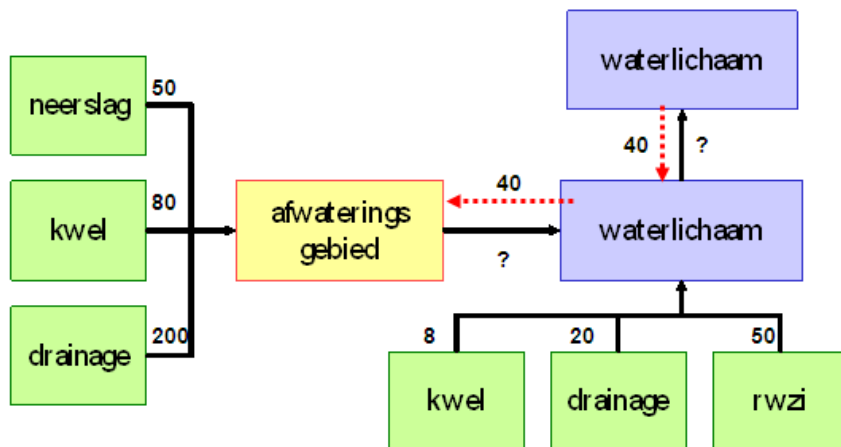 waterlichaam
50
neerslag
40
?
80
40
kwel
afwaterings
gebied
waterlichaam
?
200
drainage
8
20
50
kwel
drainage
rwzi